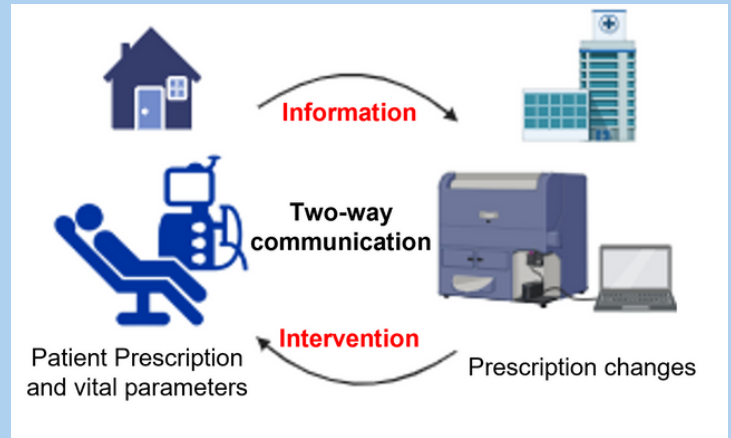 Information
Two-way
communication
Intervention
Patient Prescription
and vital parameters
Prescription changes